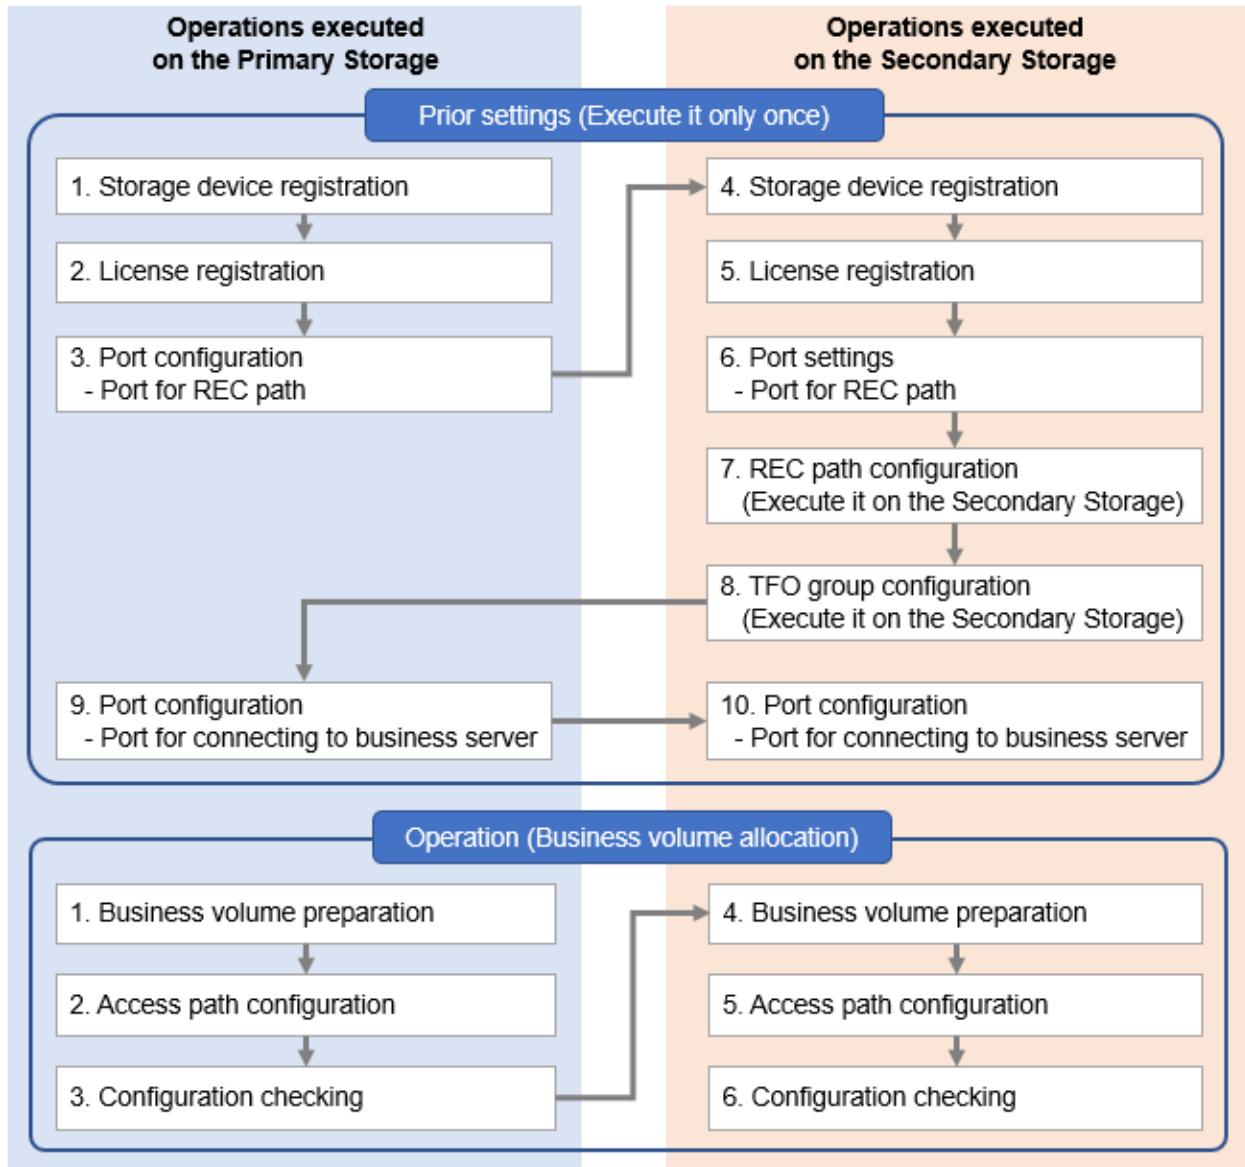 Operations executed
on the Primary Storage
Operations executed
on the Secondary Storage
Prior settings (Execute it only once)
1. Storage device registration
2. License registration
3. Port configuration
- Port for REC path
4. Storage device registration
5. License registration
6. Port settings
- Port for REC path
7. REC path configuration
(Execute it on the Secondary Storage)
8. TFO group configuration
(Execute it on the Secondary Storage)
9. Port configuration
- Port for connecting to business server
10. Port configuration
- Port for connecting to business server
Operation (Business volume allocation)
1. Business volume preparation
2. Access path configuration
3. Configuration checking
4. Business volume preparation
5. Access path configuration
6. Configuration checking